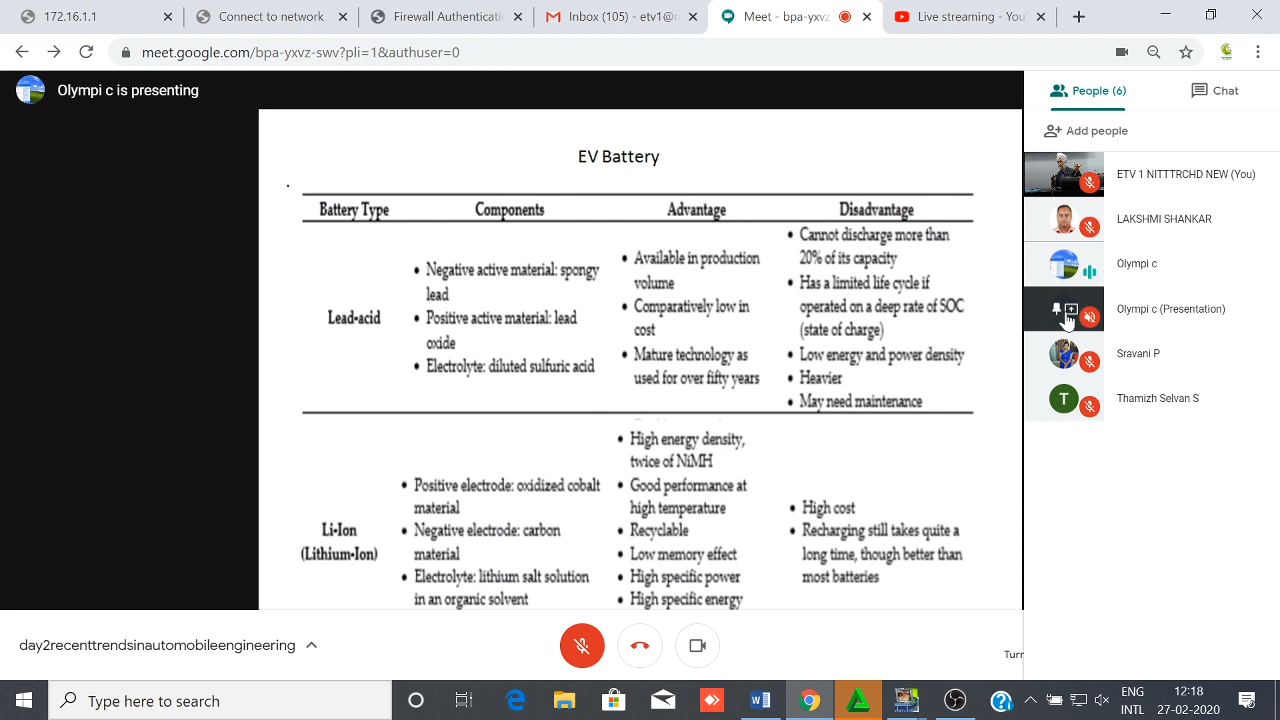 172.16.1.1
Connect to network
Firewall Authenticati
Inbox (105) - etv1@n
Meet - bpa-yxvz
Live streaming - You
meet.google.com/bpa-yxvz-swv?pli=1&authuser=0
Olympi c is presenting
People (6)
Chat
Add people
ETV 1 NITTTRCHD NEW (You)
LAKSHMI SHANKAR
Olympi c
Olympi c (Presentation)
Sravani P
T
Thamizh Selvan S
EV Battery
Battery Type Components Advantage Disadvantage
Lead-acid
• Negative active material: spongy
lead
• Positive active material: lead
oxide
• Electrolyte: diluted sulfuric acid
• Available in production
volume
• Comparatively low in
cost
• Mature technology as
used for over fifty years
• Cannot discharge more than
20% of its capacity
• Has a limited life cycle if
operated on a deep rate of SOC
(state of charge)
• Low energy and power density
• Heavier
• May need maintenance
Li-Ion
(Lithium-Ion)
• Positive electrode: oxidized cobalt
material
• Negative electrode: carbon
material
• Electrolyte: lithium salt solution
in an organic solvent
• High energy density,
twice of NiMH
• Good performance at
high temperature
• Recyclable
• Low memory effect
• High specific power
• High specific energy
• High cost
• Recharging still takes quite a
long time, though better than
most batteries
day2recenttrendsinautomobileengineering
Turr
Type here to search
ENG
INTL
12:18
27-02-2020